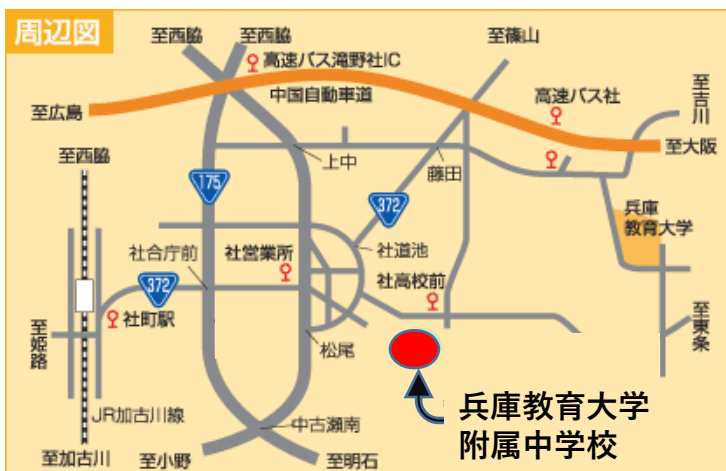 周辺図
至西脇
至西脇
至篠山
高速バス滝野社IC
中国自動車道
高速バス社
至吉川
至広島
至大阪
至西脇
上中
藤田
175
372
兵庫
教育大学
社合庁前
社営業所
社道池
372
社高校前
社町駅
至姫路
至東条
松尾
JR加古川線
兵庫教育大学
附属中学校
中古瀬南
至加古川
至小野
至明石